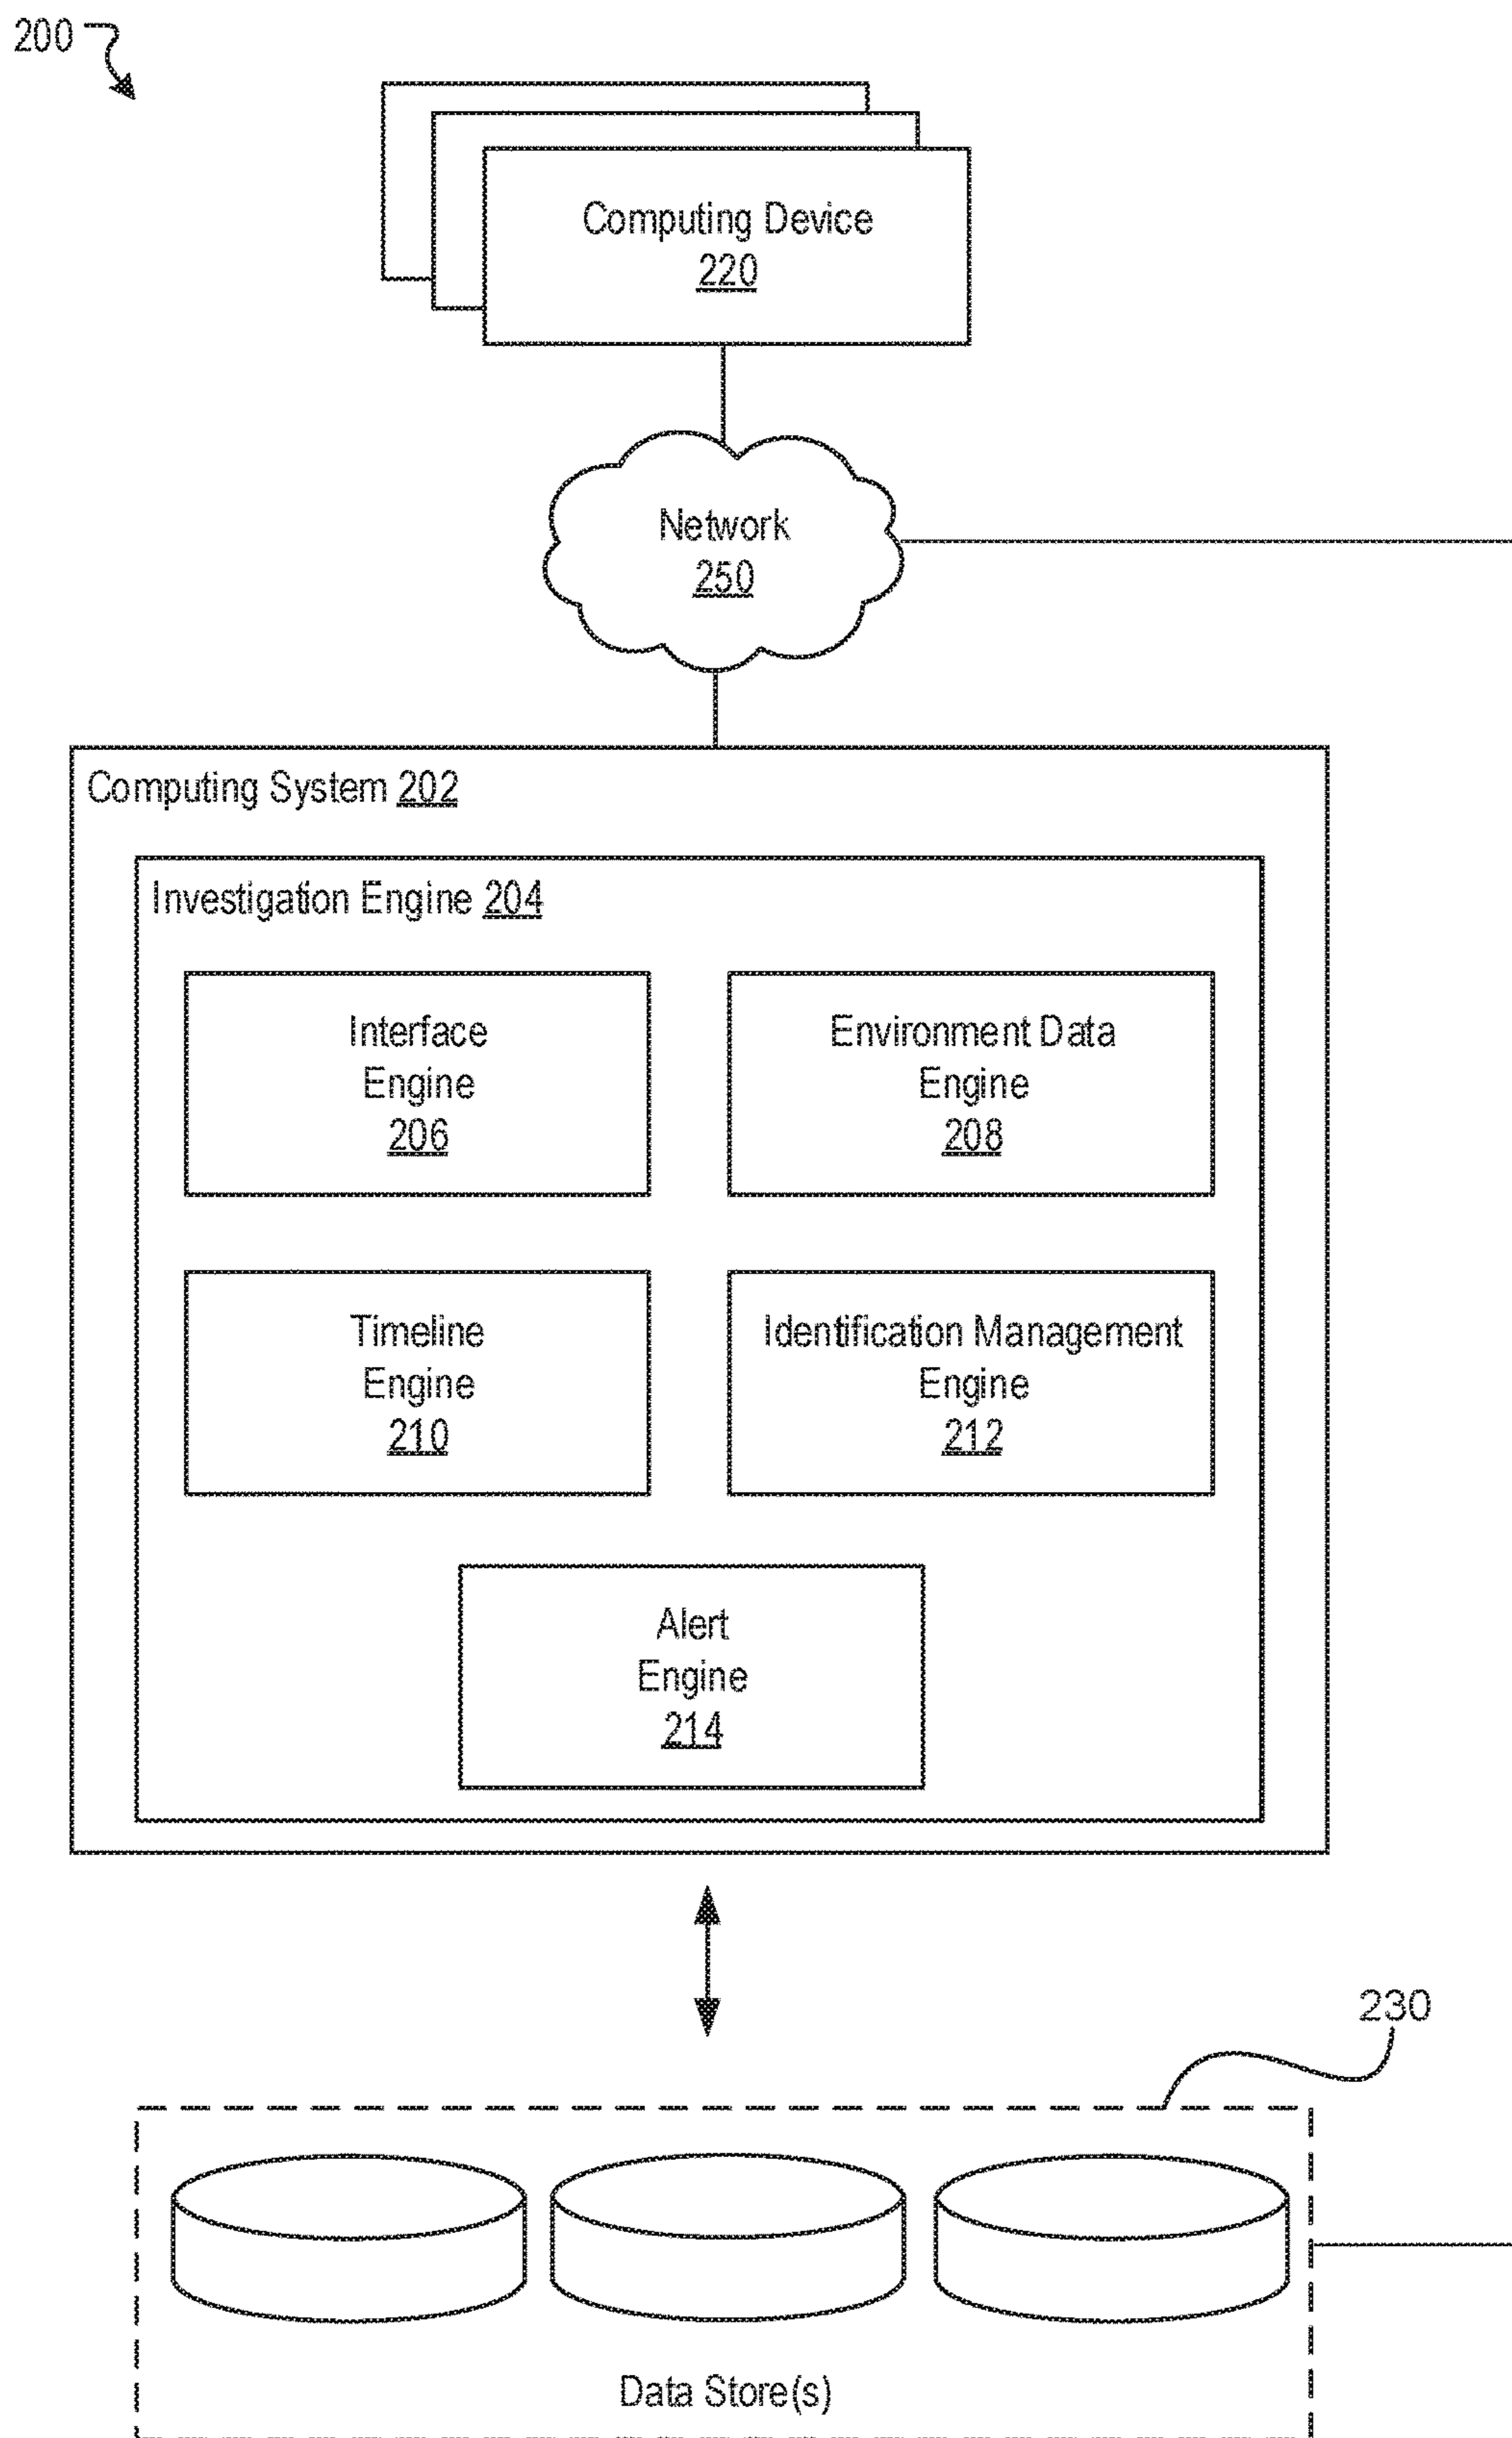 200
Computing Device
220
Network
250
Computing System 202
Investigation Engine 204
Interface
Engine
206
Environment Data
Engine
208
Timeline
Engine
210
Identification Management
Engine
212
Alert
Engine
214
230
Data Store(s)